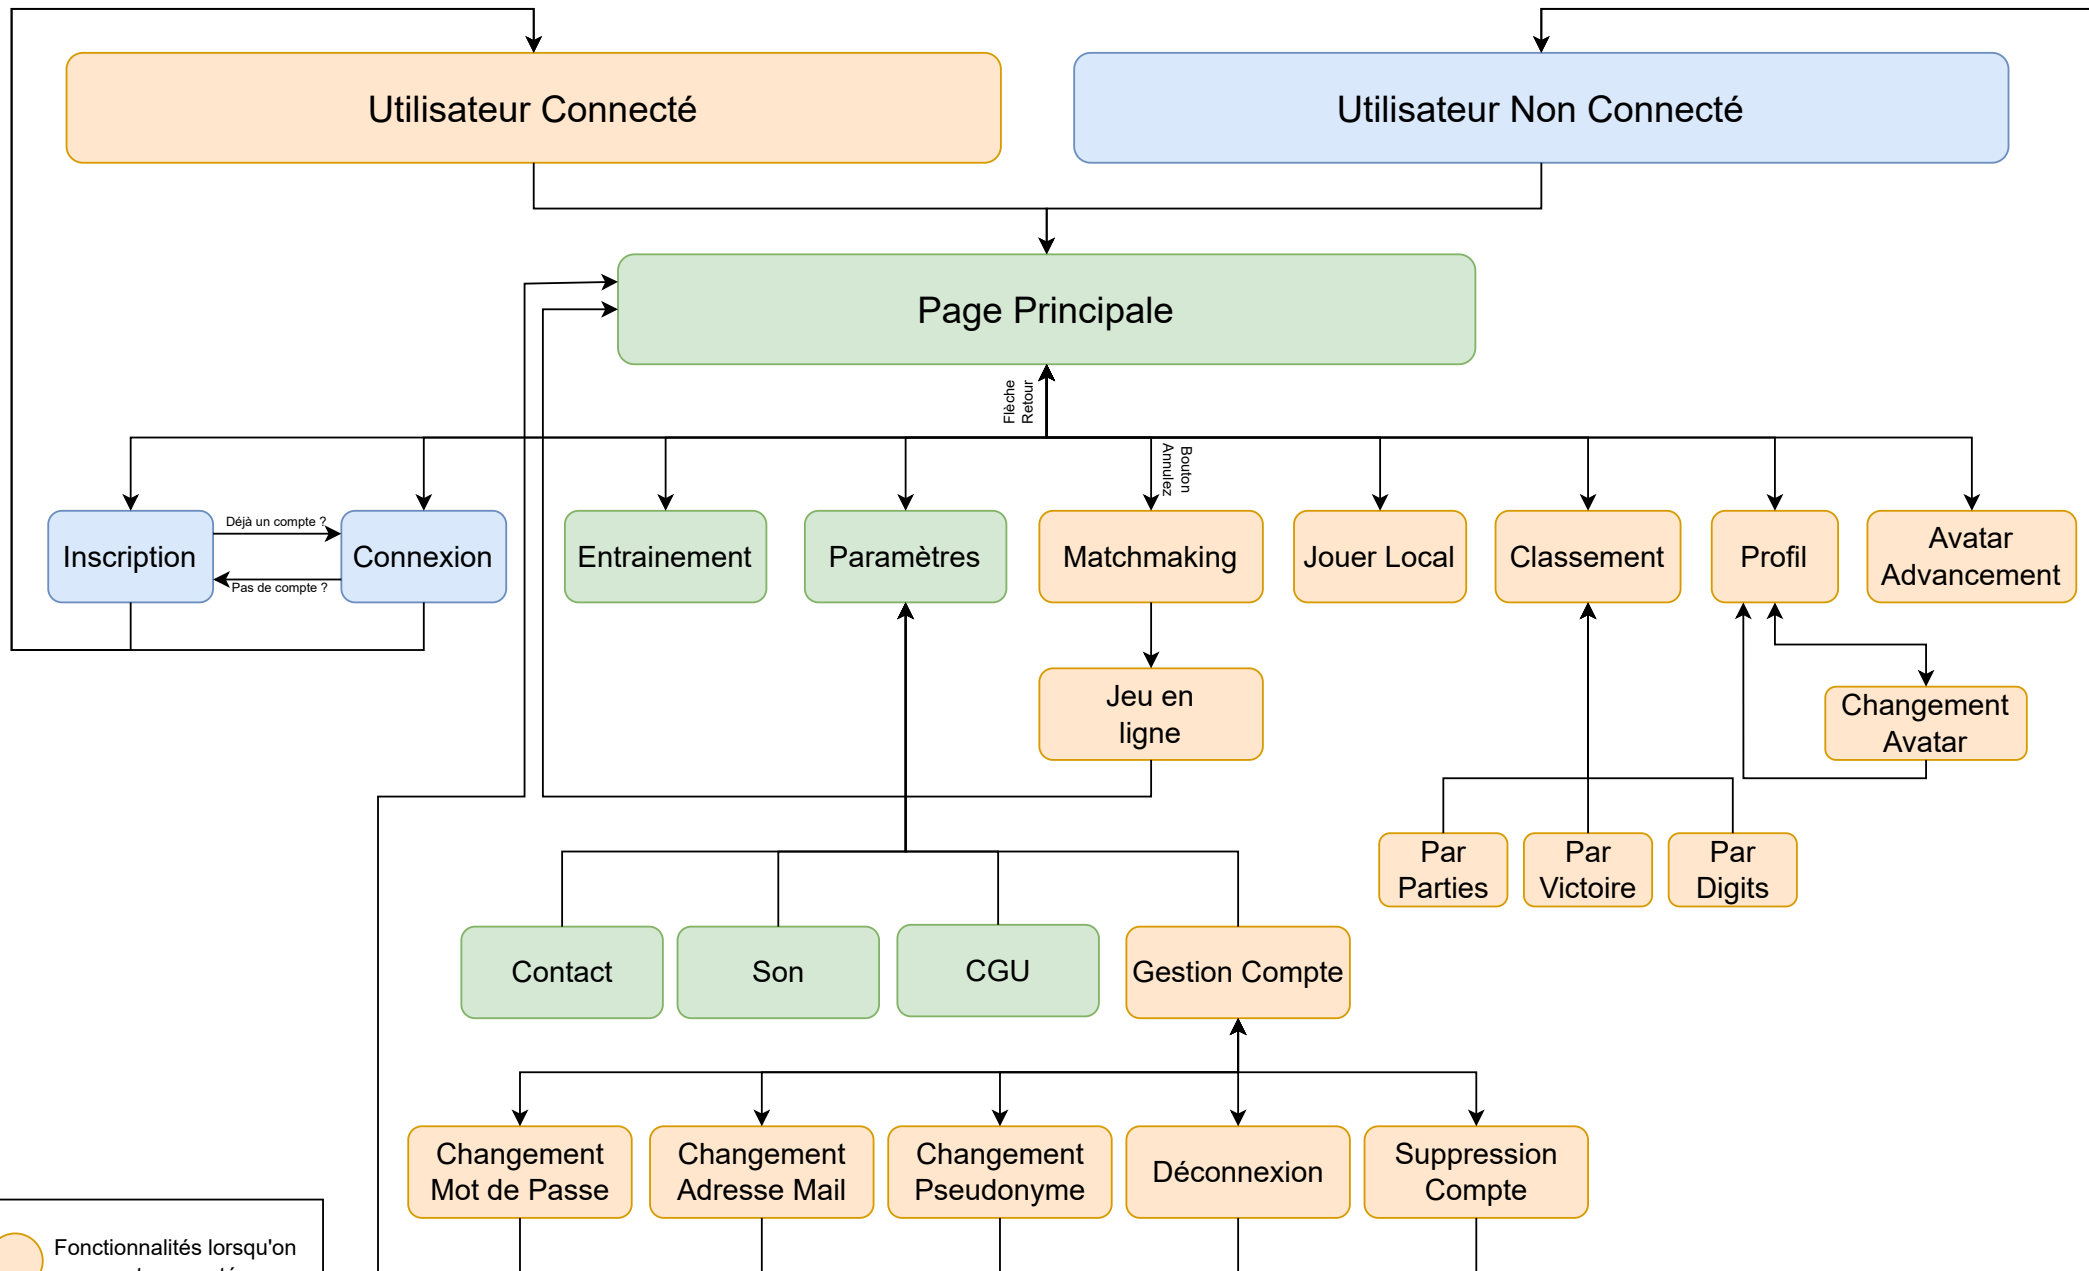 Utilisateur Connecté
Utilisateur Non Connecté
Page Principale
Flèche
Retour
Bouton
Annulez
Inscription
Déjà un compte ?
Pas de compte ?
Connexion
Entrainement
Paramètres
Matchmaking
Jouer Local
Classement
Profil
Avatar
Advancement
Jeu en
ligne
Changement
Avatar
Par
Parties
Par
Victoire
Par
Digits
Contact
Son
CGU
Gestion Compte
Changement
Mot de Passe
Changement
Adresse Mail
Changement
Pseudonyme
Déconnexion
Suppression
Compte
Fonctionnalités lorsqu'on